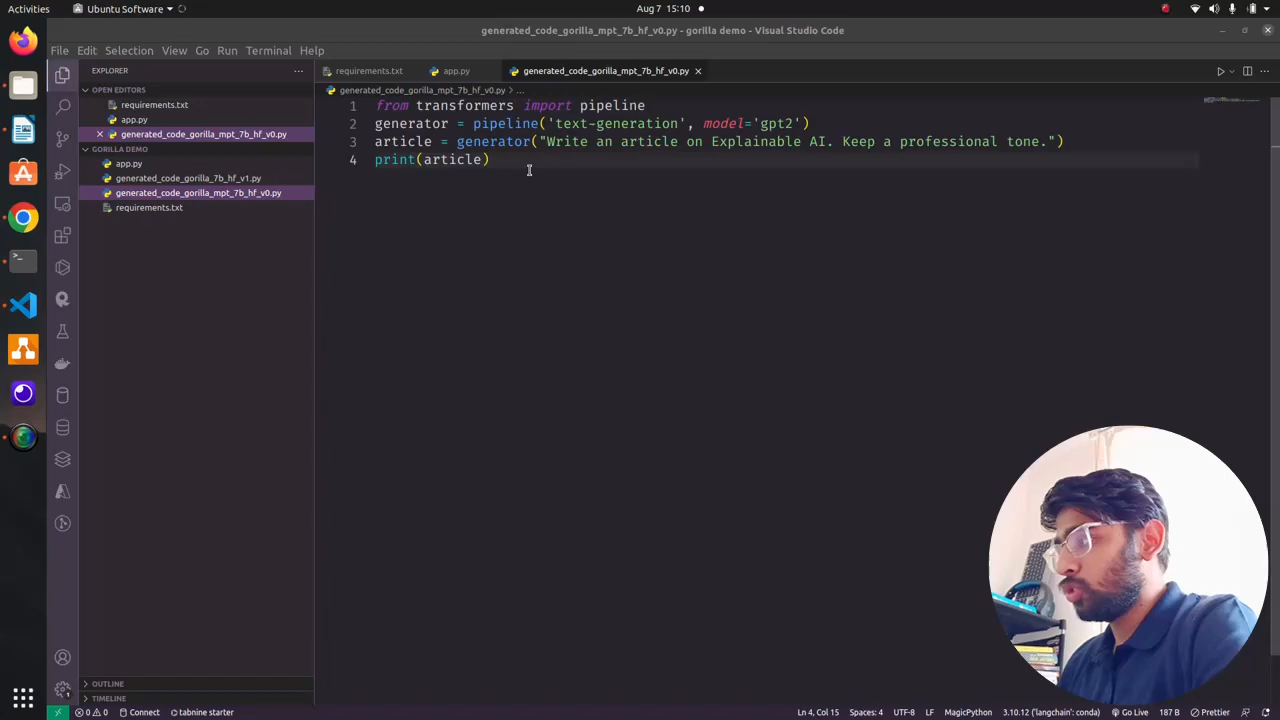 Activities
Ubuntu Software
Aug 7 15:10
generated_code_gorilla_mpt_7b_hf_v0.py - gorilla demo - Visual Studio Code
File Edit Selection View Go Run Terminal Help
EXPLORER
requirements.txt
app.py
generated_code_gorilla_mpt_7b_hf_v0.py
generated_code_gorilla_mpt_7b_hf_v0.py > ...
OPEN EDITORS
requirements.txt
app.py
generated_code_gorilla_mpt_7b_hf_v0.py
GORILLA DEMO
app.py
generated_code_gorilla_7b_hf_v1.py
generated_code_gorilla_mpt_7b_hf_v0.py
requirements.txt
1 from transformers import pipeline
2 generator = pipeline('text-generation', model='gpt2')
3 article = generator("Write an article on Explainable AI. Keep a professional tone.")
4 print(article)
OUTLINE
TIMELINE
1
0 0 Connect tabnine starter
Ln 4, Col 15 Spaces: 4 UTF-8 LF MagicPython 3.10.12 ('langchain': conda) Go Live 187 B Prettier